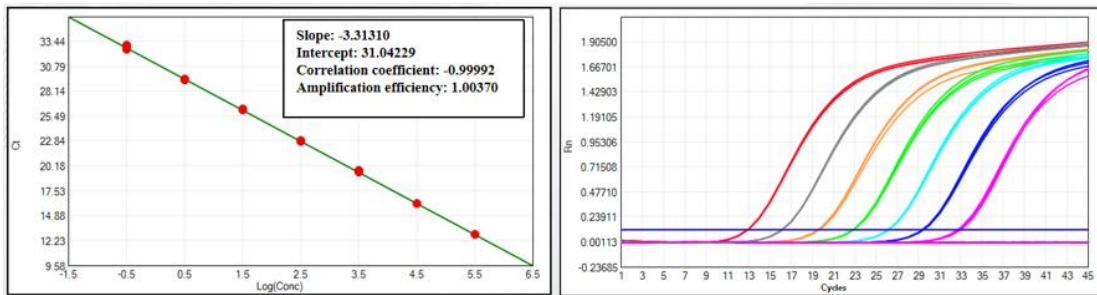 Slope: -3.31310
Intercept: 31.04229
Correlation coefficient: -0.99992
Amplification efficiency: 1.00370
33.44
30.79
28.14
25.49
22.84
20.18
17.53
14.88
12.23
9.58
Ct
-1.5 -0.5 0.5 1.5 2.5 3.5 4.5 5.5 6.5
Log(Conc)
1.90500
1.66701
1.42903
1.19105
0.95306
0.71508
0.47710
0.23911
0.00113
-0.23685
Rn
1 3 5 7 9 11 13 15 17 19 21 23 25 27 29 31 33 35 37 39 41 43 45
Cycles